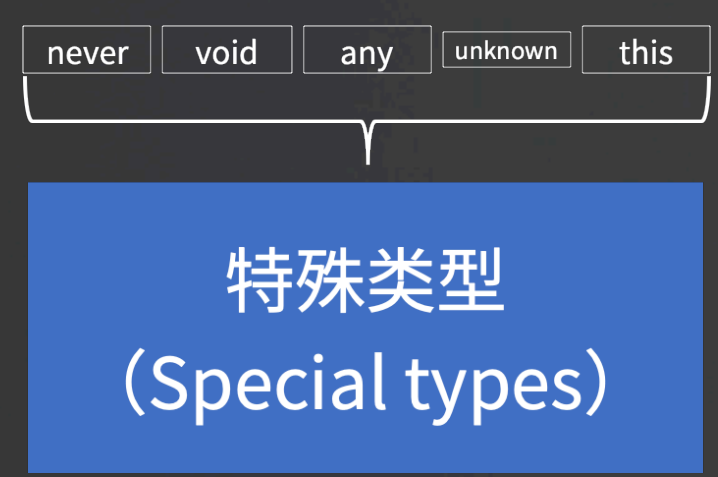 never void any unknown this
特殊类型
（Special types）